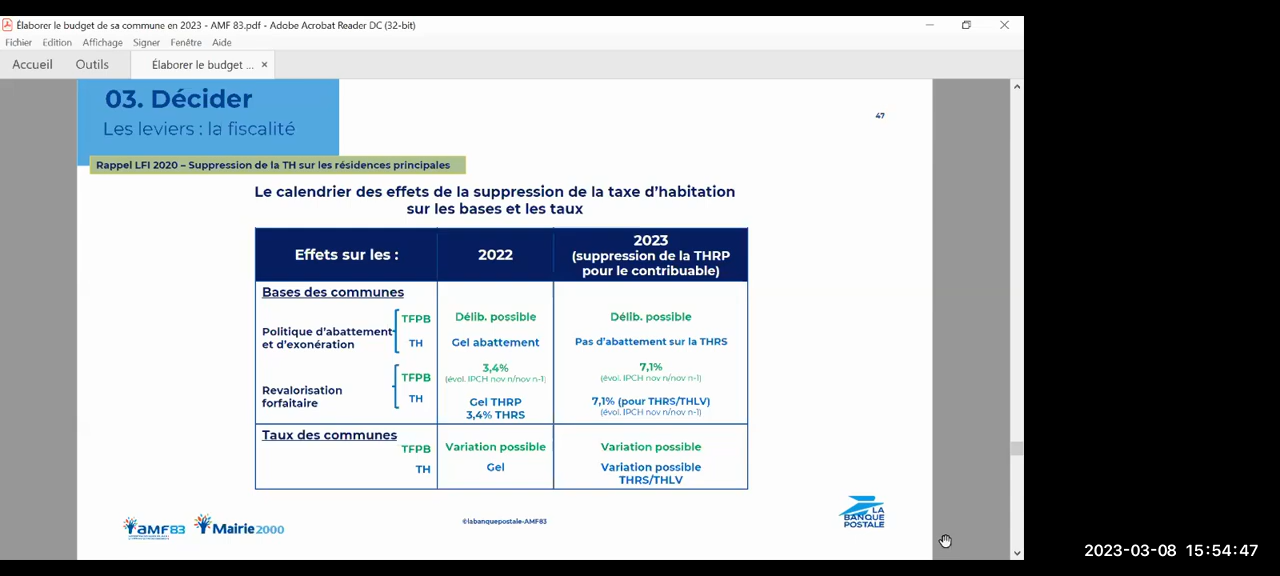 Élaborer le budget de sa commune en 2023 - AMF 83.pdf - Adobe Acrobat Reader DC (32-bit)
Fichier Edition Affichage Signer Fenêtre Aide
Accueil Outils Élaborer le budget ... ×
03. Décider
Les leviers : la fiscalité
47
Rappel LFI 2020 – Suppression de la TH sur les résidences principales
Le calendrier des effets de la suppression de la taxe d’habitation
sur les bases et les taux
Effets sur les :
2022
2023
(suppression de la THRP
pour le contribuable)
Bases des communes
Politique d’abattement
et d’exonération
TFPB
Délib. possible
Délib. possible
TH
Gel abattement
Pas d’abattement sur la THRS
Revalorisation
forfaitaire
TFPB
3,4%
(évol. IPCH nov n/nov n-1)
7,1%
(évol. IPCH nov n/nov n-1)
TH
Gel THRP
3,4% THRS
7,1% (pour THRS/THLV)
(évol. IPCH nov n/nov n-1)
Taux des communes
TFPB
Variation possible
Variation possible
TH
Gel
Variation possible
THRS/THLV
AMF83
Mairie2000
©labanquepostale-AMF83
LA
BANQUE
POSTALE
2023-03-08 15:54:47